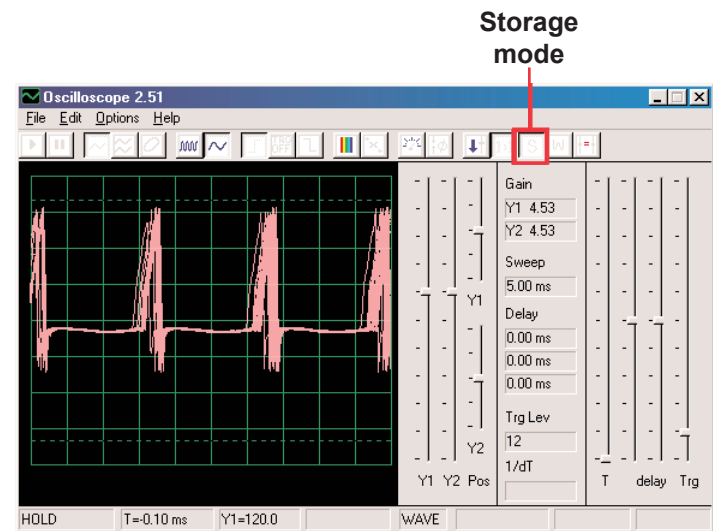 Storage
mode
Oscilloscope 2.51
File Edit Options Help
Gain
Y1 4.53
Y2 4.53
Sweep
5.00 ms
Y1
Delay
0.00 ms
0.00 ms
0.00 ms
Trg Lev
12
Y2
1/dT
Y1 Y2 Pos
T delay Trg
HOLD T=-0.10 ms Y1=120.0 WAVE